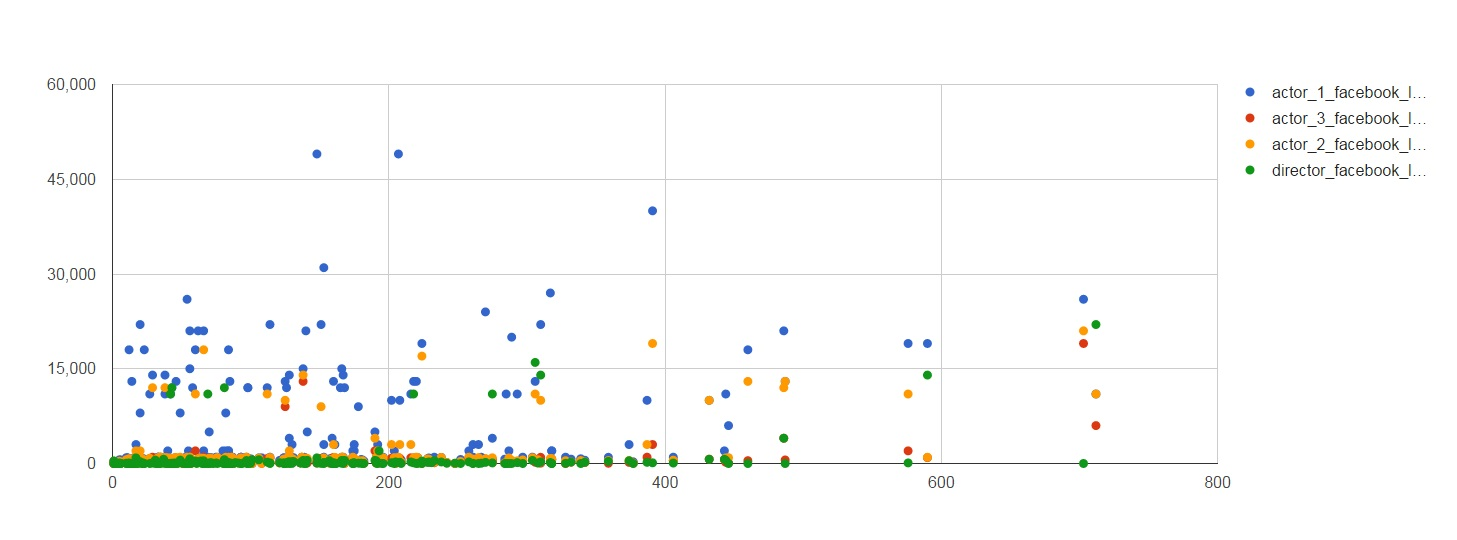 60,000
45,000
30,000
15,000
0
0 200 400 600 800
actor_1_facebook_l...
actor_3_facebook_l...
actor_2_facebook_l...
director_facebook_l...